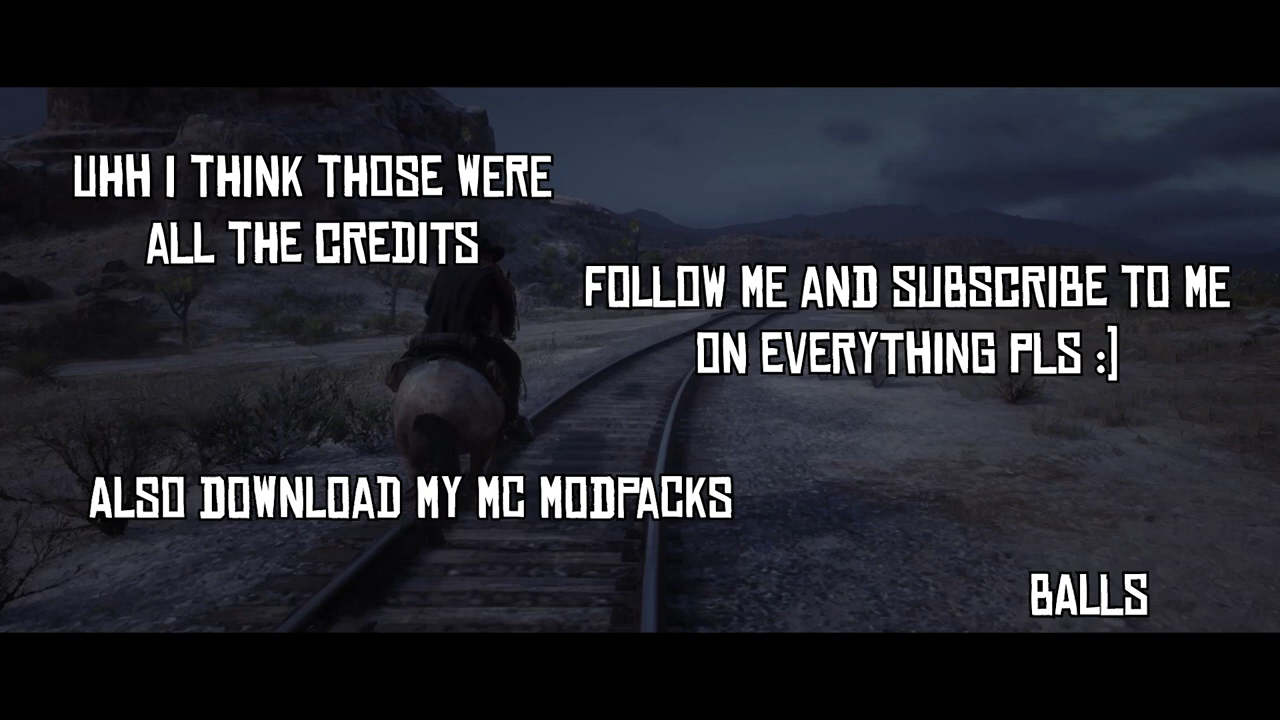 UHH I THINK THOSE WERE
ALL THE CREDITS
FOLLOW ME AND SUBSCRIBE TO ME
ON EVERYTHING PLS :]
ALSO DOWNLOAD MY MC MODPACKS
BALLS